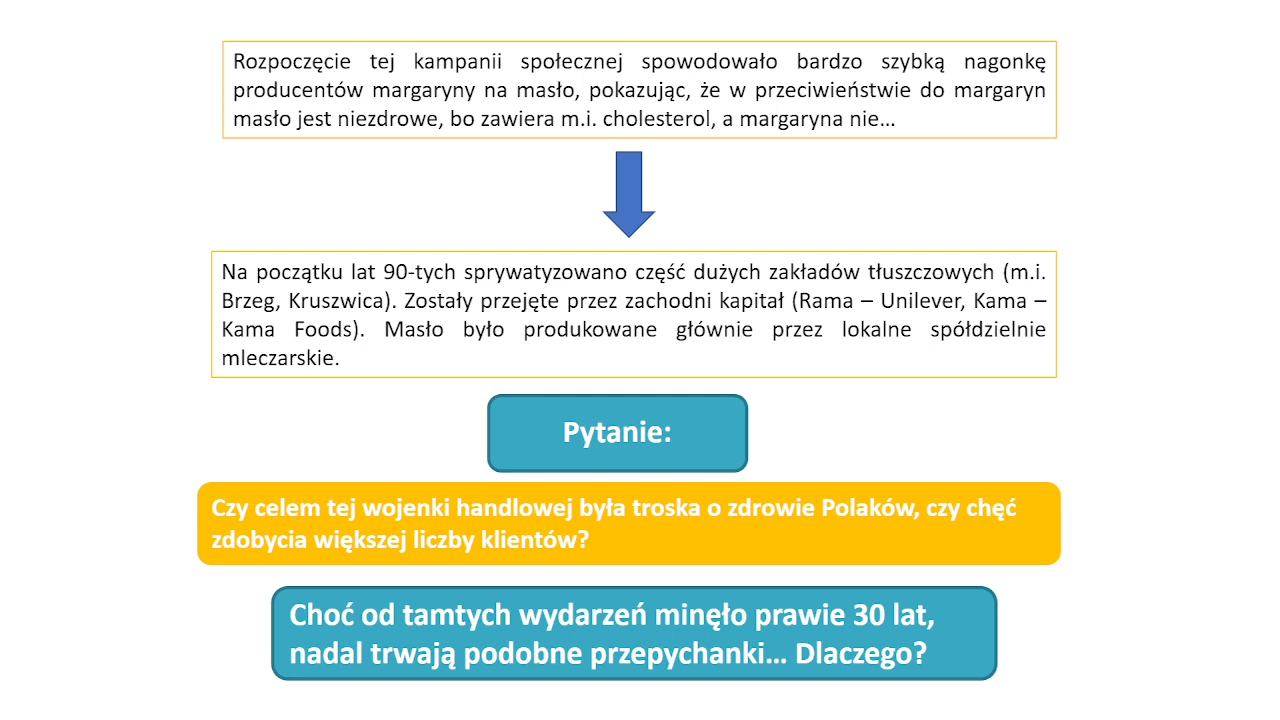 Rozpoczęcie tej kampanii społecznej spowodowało bardzo szybką nagonkę
producentów margaryny na masło, pokazując, że w przeciwieństwie do margaryn
masło jest niezdrowe, bo zawiera m.i. cholesterol, a margaryna nie…
Na początku lat 90-tych sprywatyzowano część dużych zakładów tłuszczowych (m.i.
Brzeg, Kruszwica). Zostały przejęte przez zachodni kapitał (Rama – Unilever, Kama –
Kama Foods). Masło było produkowane głównie przez lokalne spółdzielnie
mleczarskie.
Pytanie:
Czy celem tej wojenki handlowej była troska o zdrowie Polaków, czy chęć
zdobycia większej liczby klientów?
Choć od tamtych wydarzeń minęło prawie 30 lat,
nadal trwają podobne przepychanki… Dlaczego?